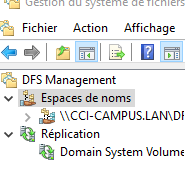 Gestion du système de fichiers
Fichier Action Affichage
DFS Management
Espaces de noms
\\CCI-CAMPUS.LAN\DF
Réplication
Domain System Volume